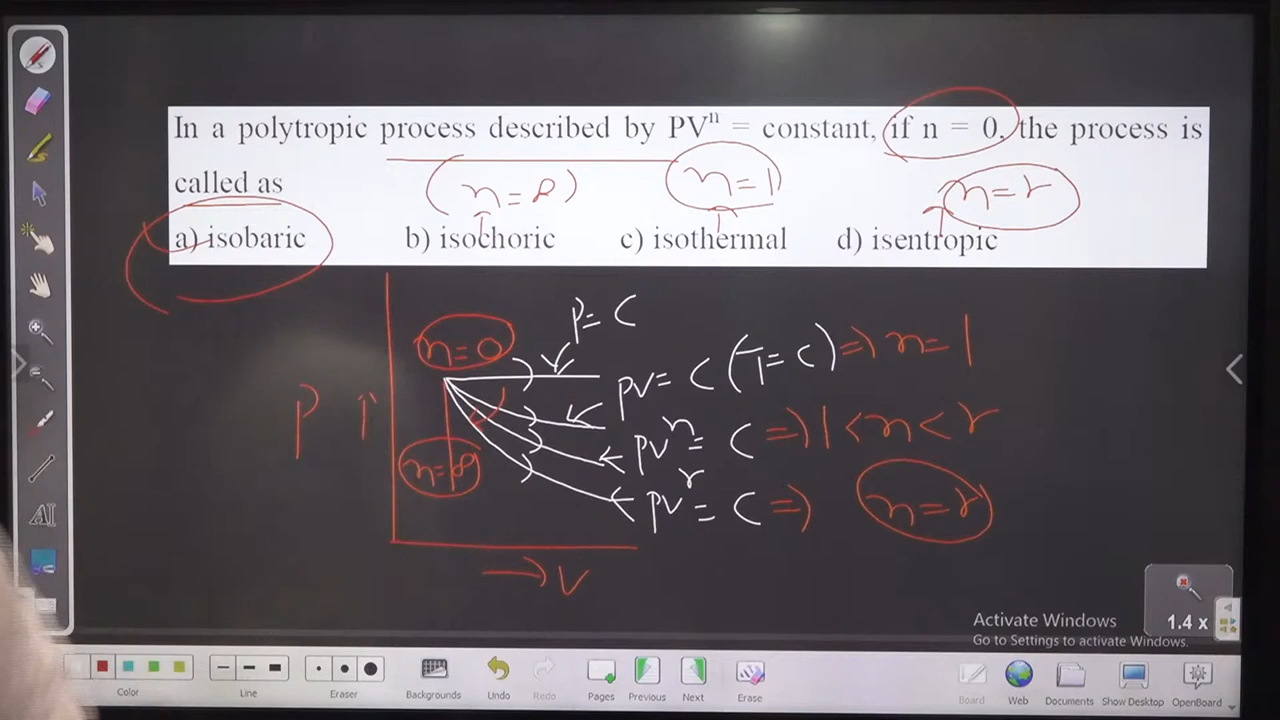 In a polytropic process described by PVⁿ = constant, if n = 0, the process is
called as
(n = ∞) n = 1 n = γ
a) isobaric b) isochoric c) isothermal d) isentropic
P = C
n = 0
PV = C (T = C) ⇒ n = 1
P ↑
PVⁿ = C ⇒ 1 < n < γ
n = ∞
PV^γ = C ⇒ n = γ
→ V
1.4 x
Activate Windows
Go to Settings to activate Windows.
Color Line Eraser Backgrounds Undo Redo Pages Previous Next Erase Board Web Documents Show Desktop OpenBoard